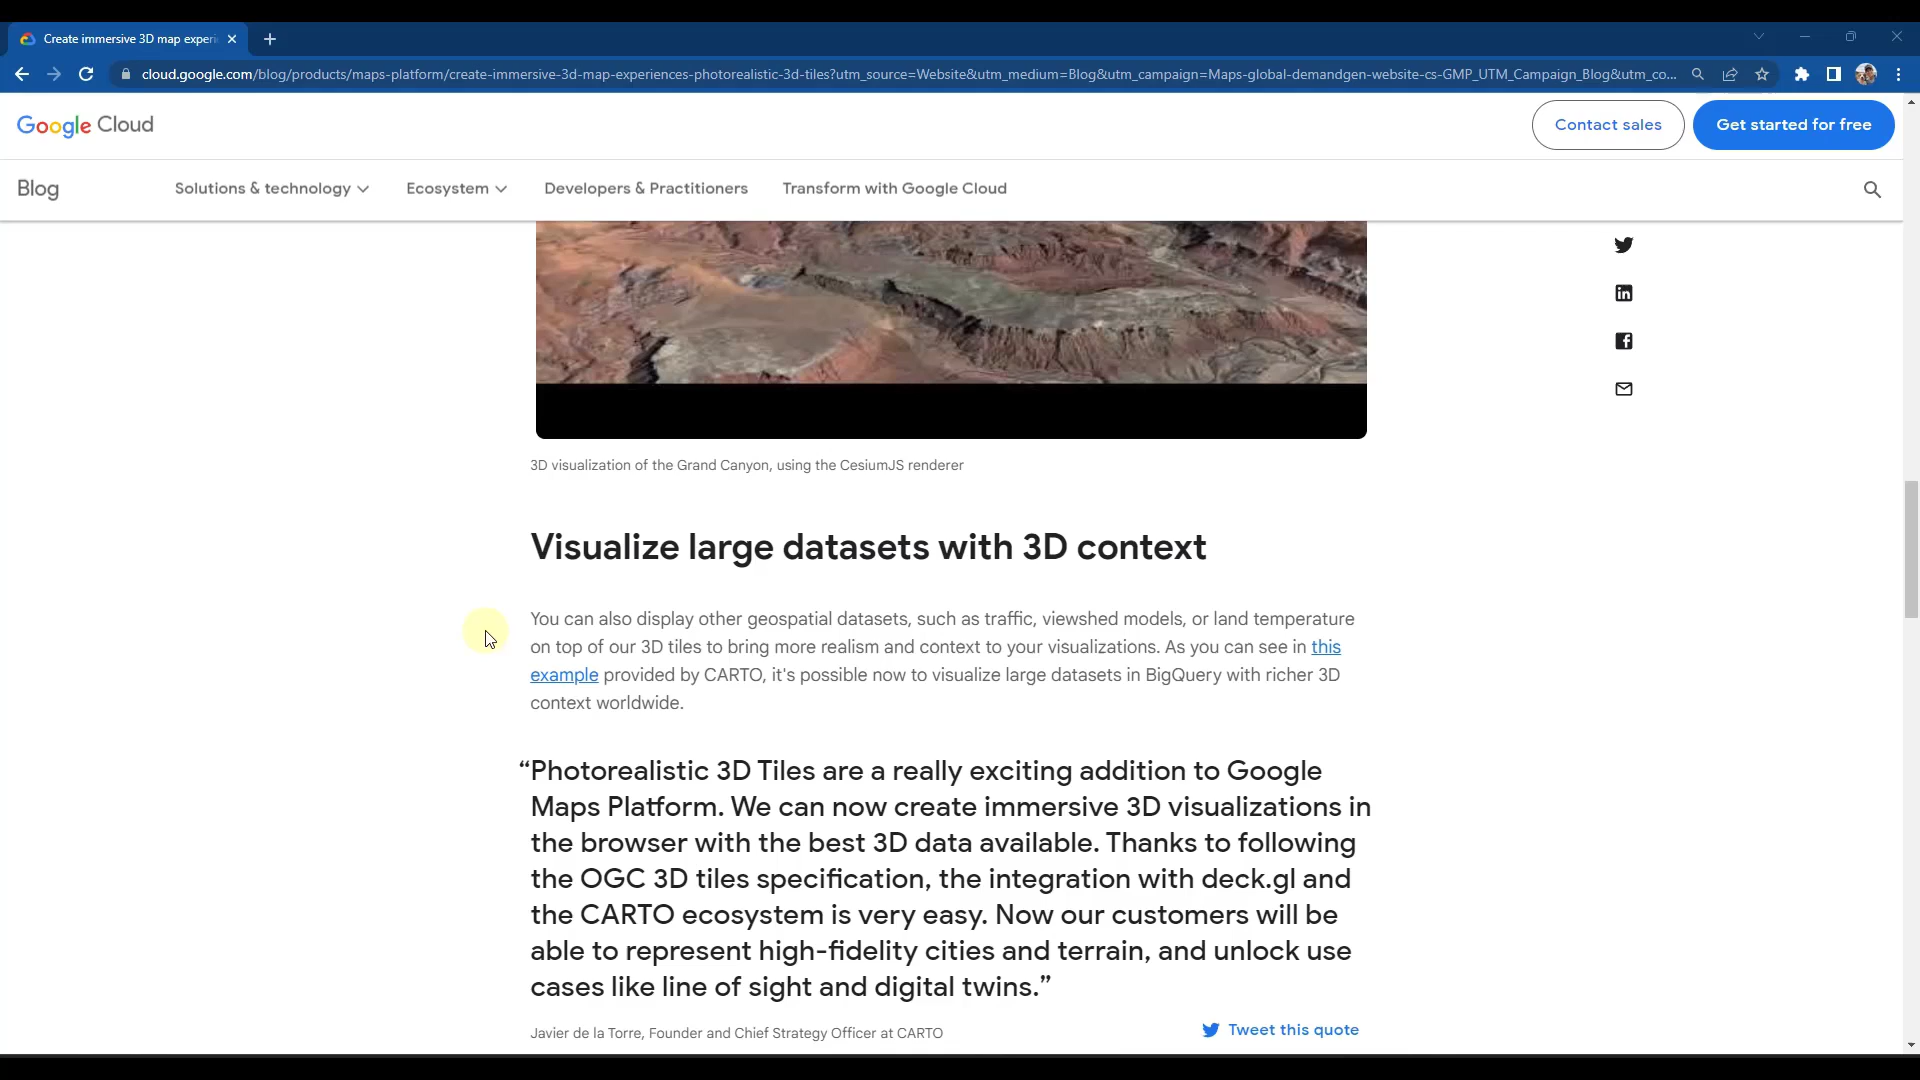 Create immersive 3D map experi
cloud.google.com/blog/products/maps-platform/create-immersive-3d-map-experiences-photorealistic-3d-tiles?utm_source=Website&utm_medium=Blog&utm_campaign=Maps-global-demandgen-website-cs-GMP_UTM_Campaign_Blog&utm_co...
Google Cloud
Contact sales
Get started for free
Blog
Solutions & technology
Ecosystem
Developers & Practitioners
Transform with Google Cloud
3D visualization of the Grand Canyon, using the CesiumJS renderer
Visualize large datasets with 3D context
You can also display other geospatial datasets, such as traffic, viewshed models, or land temperature
on top of our 3D tiles to bring more realism and context to your visualizations. As you can see in this
example provided by CARTO, it's possible now to visualize large datasets in BigQuery with richer 3D
context worldwide.
“Photorealistic 3D Tiles are a really exciting addition to Google
Maps Platform. We can now create immersive 3D visualizations in
the browser with the best 3D data available. Thanks to following
the OGC 3D tiles specification, the integration with deck.gl and
the CARTO ecosystem is very easy. Now our customers will be
able to represent high-fidelity cities and terrain, and unlock use
cases like line of sight and digital twins.”
Javier de la Torre, Founder and Chief Strategy Officer at CARTO
Tweet this quote